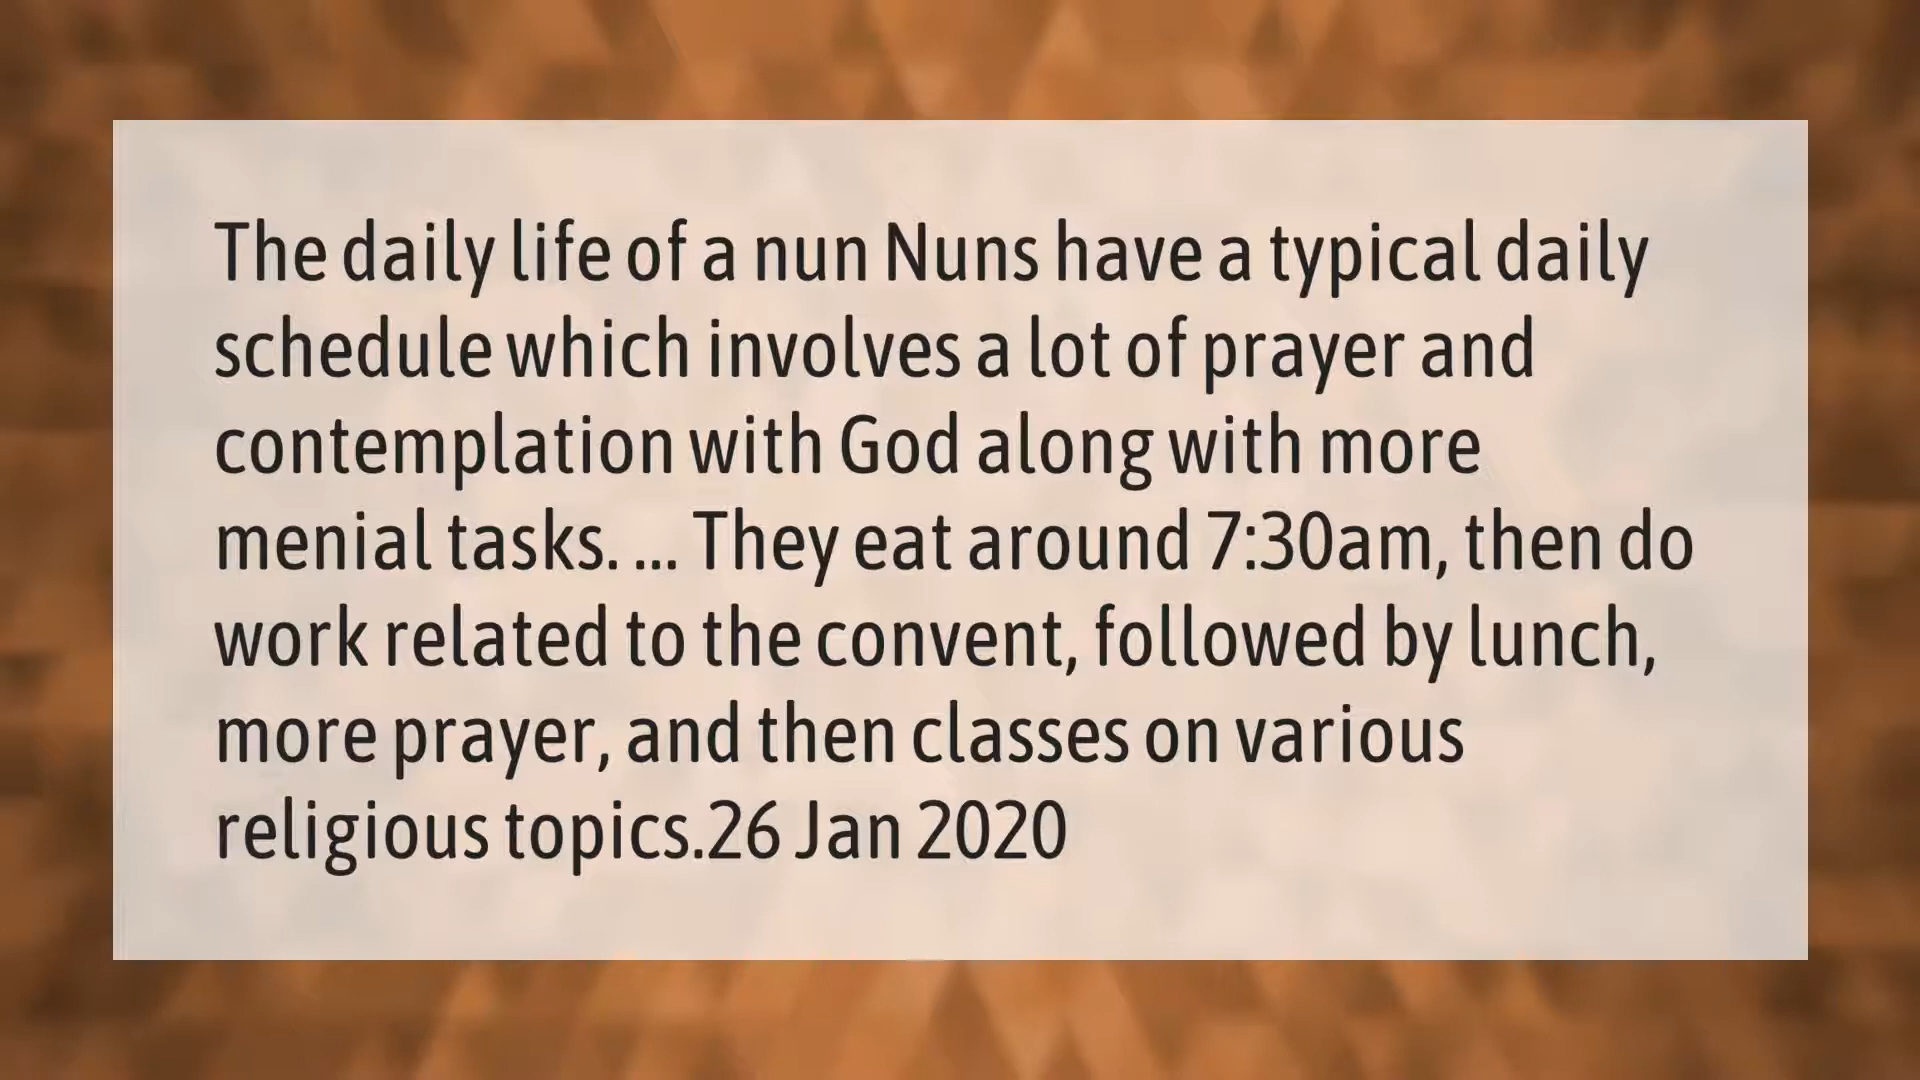 The daily life of a nun Nuns have a typical daily
schedule which involves a lot of prayer and
contemplation with God along with more
menial tasks. ... They eat around 7:30am, then do
work related to the convent, followed by lunch,
more prayer, and then classes on various
religious topics.26 Jan 2020